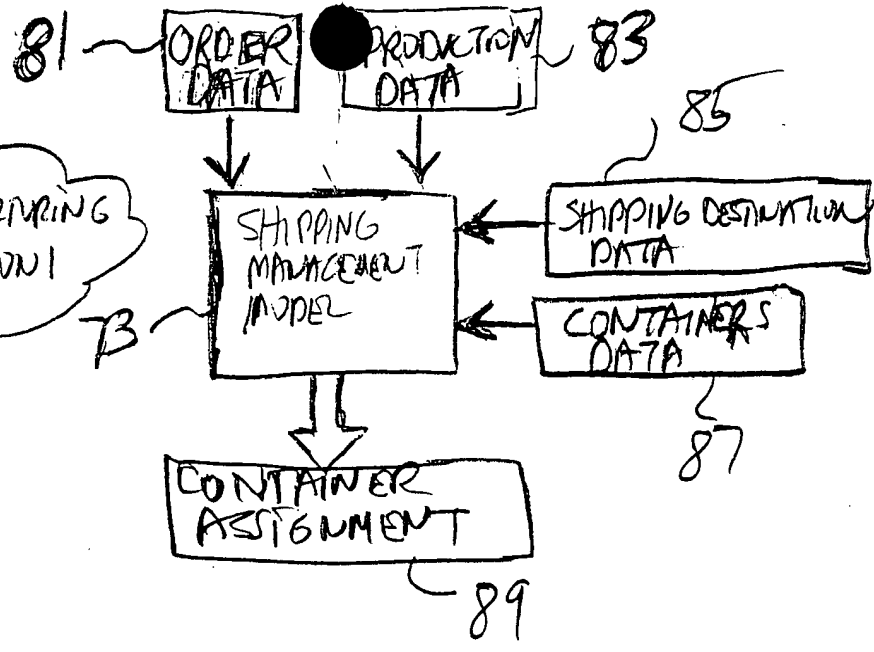 81
ORDER
DATA
PRODUCTION
DATA
83
85
SHIPPING DESTINATION
DATA
SHIPPING
MANAGEMENT
MODEL
73
CONTAINERS
DATA
87
CONTAINER
ASSIGNMENT
89